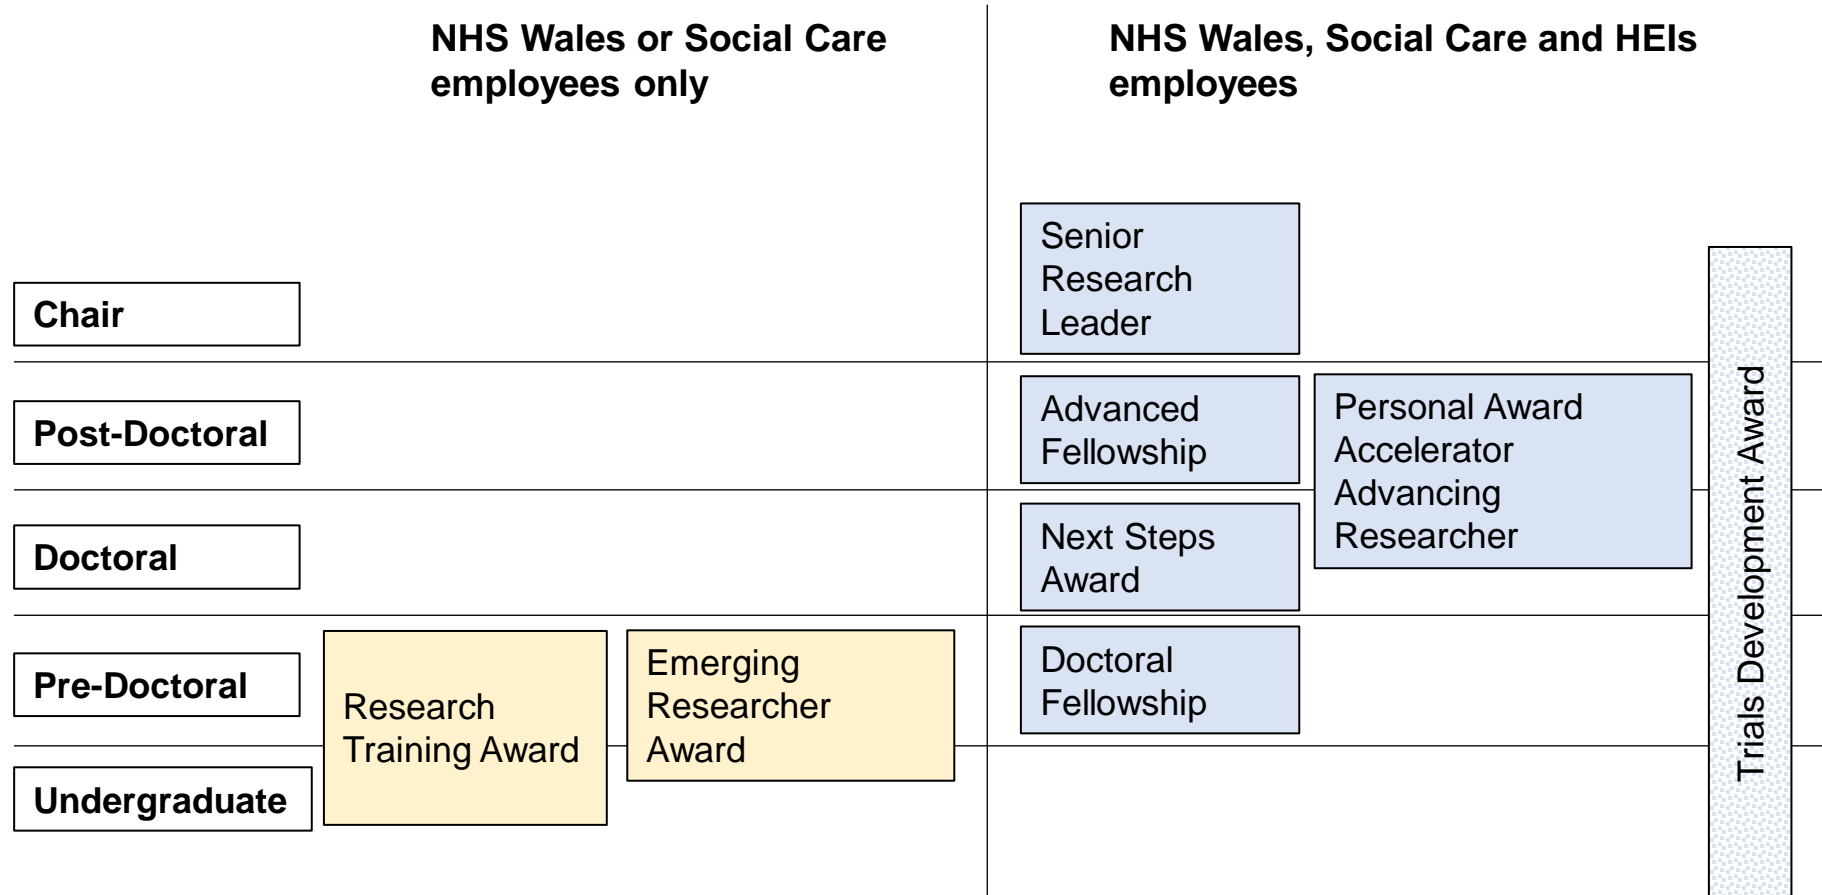 NHS Wales or Social Care
employees only
NHS Wales, Social Care and HEIs
employees
Chair
Senior
Research
Leader
Post-Doctoral
Advanced
Fellowship
Personal Award
Accelerator
Advancing
Researcher
Doctoral
Next Steps
Award
Pre-Doctoral
Research
Training Award
Emerging
Researcher
Award
Doctoral
Fellowship
Undergraduate
Trials Development Award